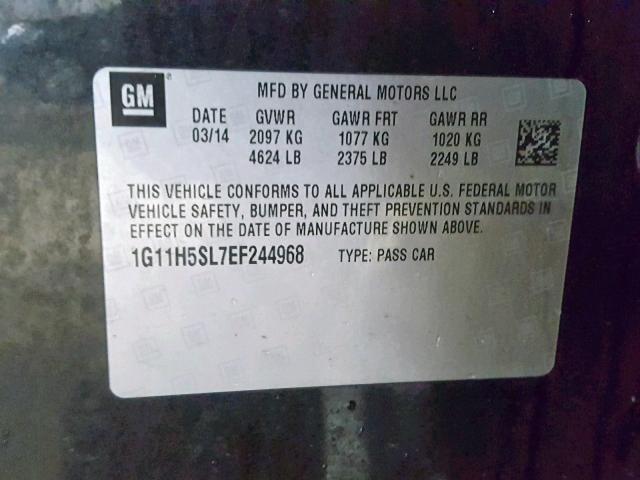 GM®
MFD BY GENERAL MOTORS LLC
DATE GVWR GAWR FRT GAWR RR
03/14 2097 KG 1077 KG 1020 KG
4624 LB 2375 LB 2249 LB
THIS VEHICLE CONFORMS TO ALL APPLICABLE U.S. FEDERAL MOTOR
VEHICLE SAFETY, BUMPER, AND THEFT PREVENTION STANDARDS IN
EFFECT ON THE DATE OF MANUFACTURE SHOWN ABOVE.
1G11H5SL7EF244968 TYPE: PASS CAR